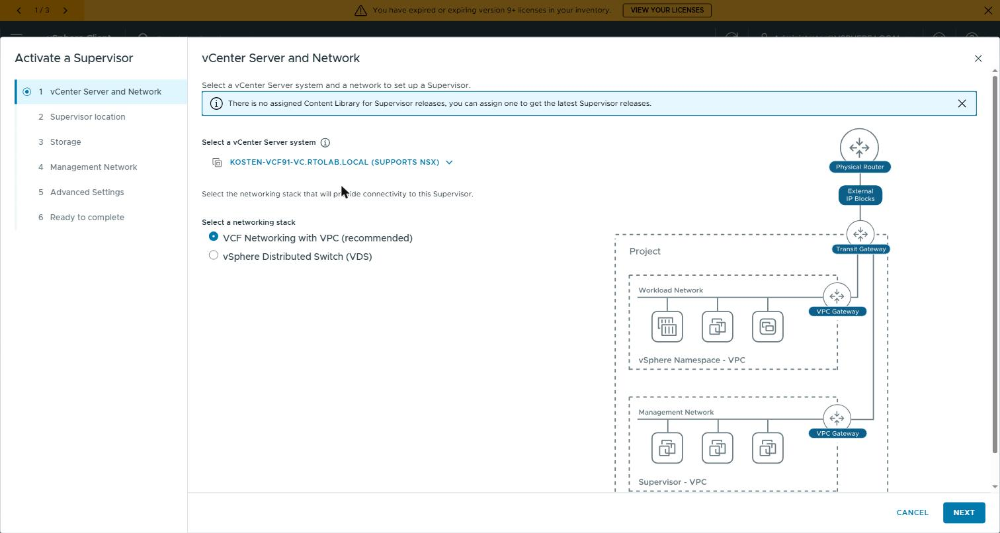 1 / 3
You have expired or expiring version 9+ licenses in your inventory.
VIEW YOUR LICENSES
vSphere Client
Activate a Supervisor
1 vCenter Server and Network
2 Supervisor location
3 Storage
4 Management Network
5 Advanced Settings
6 Ready to complete
vCenter Server and Network
Select a vCenter Server system and a network to set up a Supervisor.
There is no assigned Content Library for Supervisor releases, you can assign one to get the latest Supervisor releases.
Select a vCenter Server system
KOSTEN-VCF91-VC.RTOLAB.LOCAL (SUPPORTS NSX)
Select the networking stack that will provide connectivity to this Supervisor.
Select a networking stack
VCF Networking with VPC (recommended)
vSphere Distributed Switch (VDS)
Physical Router
External
IP Blocks
Transit Gateway
Project
Workload Network
VPC Gateway
vSphere Namespace - VPC
Management Network
VPC Gateway
Supervisor - VPC
CANCEL
NEXT